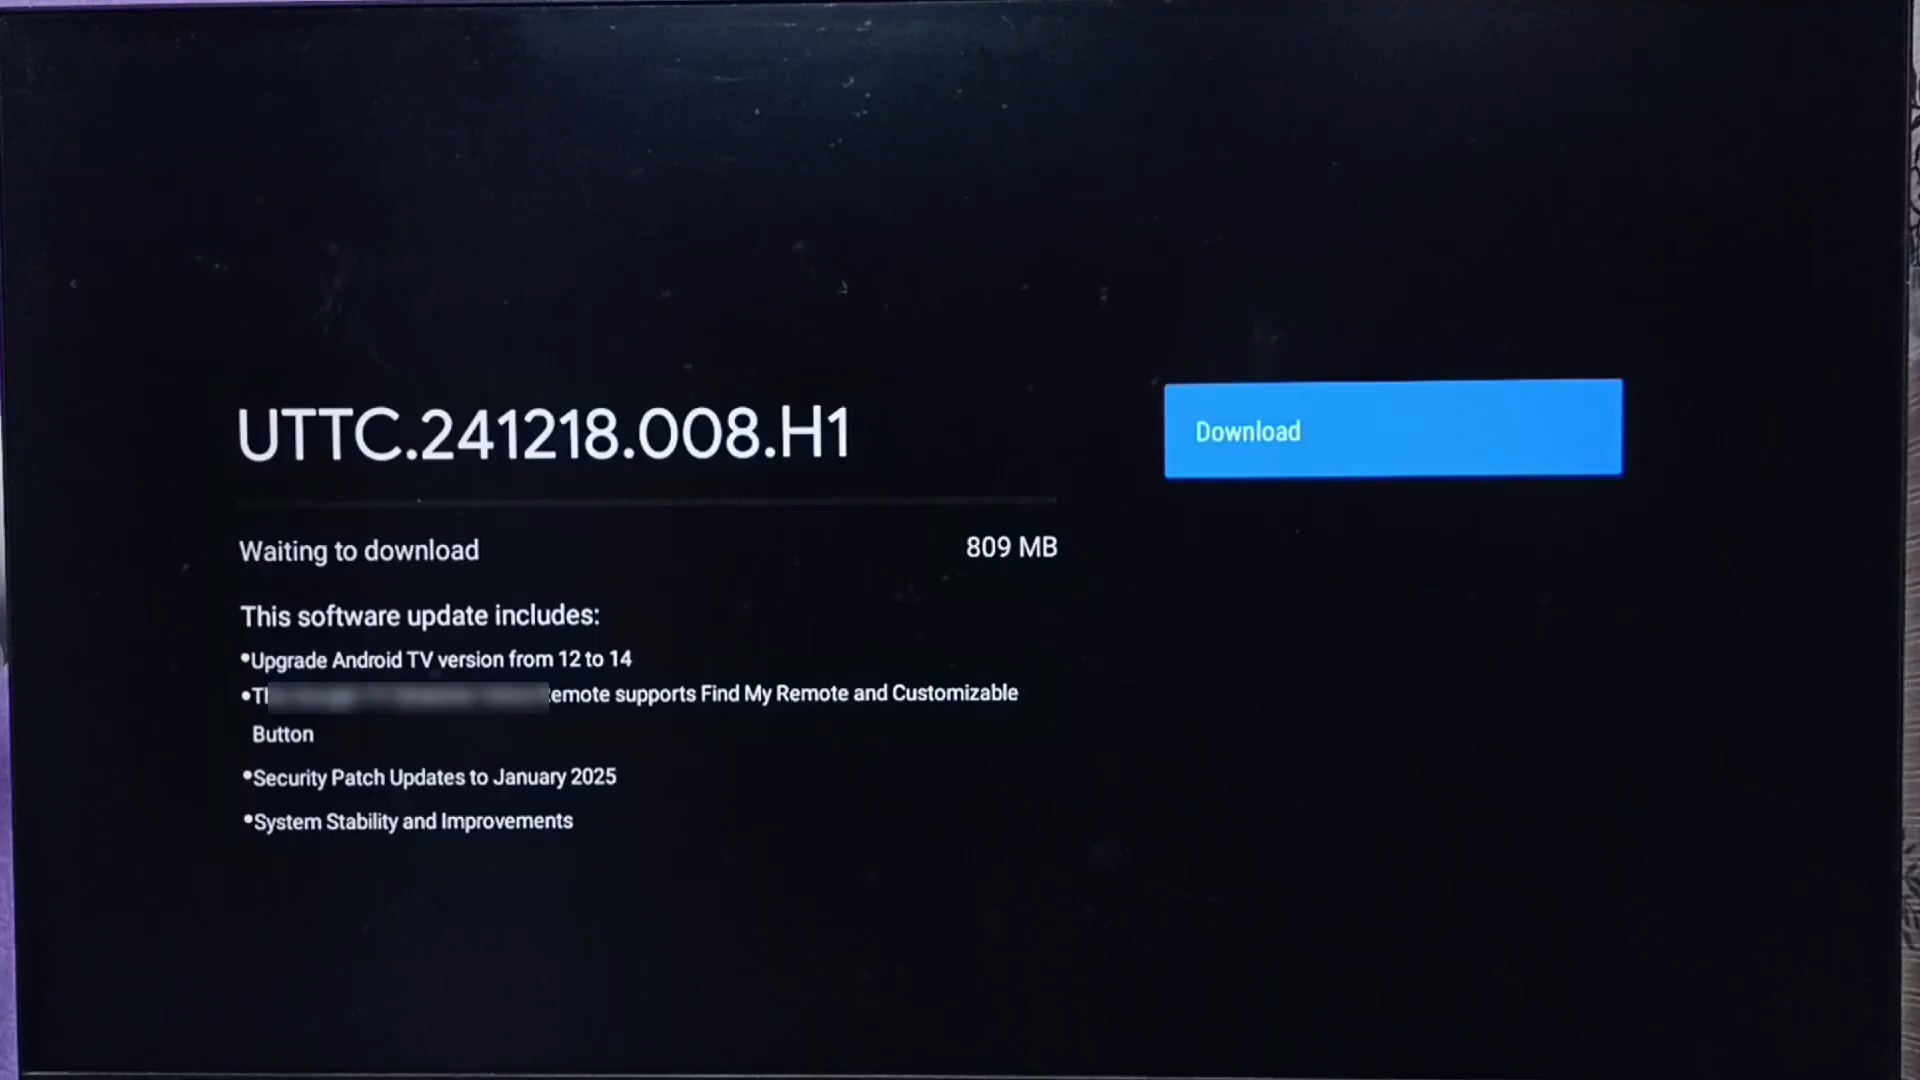 UTTC.241218.008.H1
Download
Waiting to download 809 MB
This software update includes:
•Upgrade Android TV version from 12 to 14
• supports Find My Remote and Customizable
Button
•Security Patch Updates to January 2025
•System Stability and Improvements